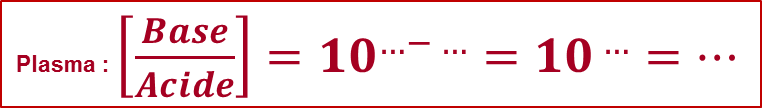 Plasma : [Base/Acide] = 10^{...− ...} = 10^{...} = ⋯